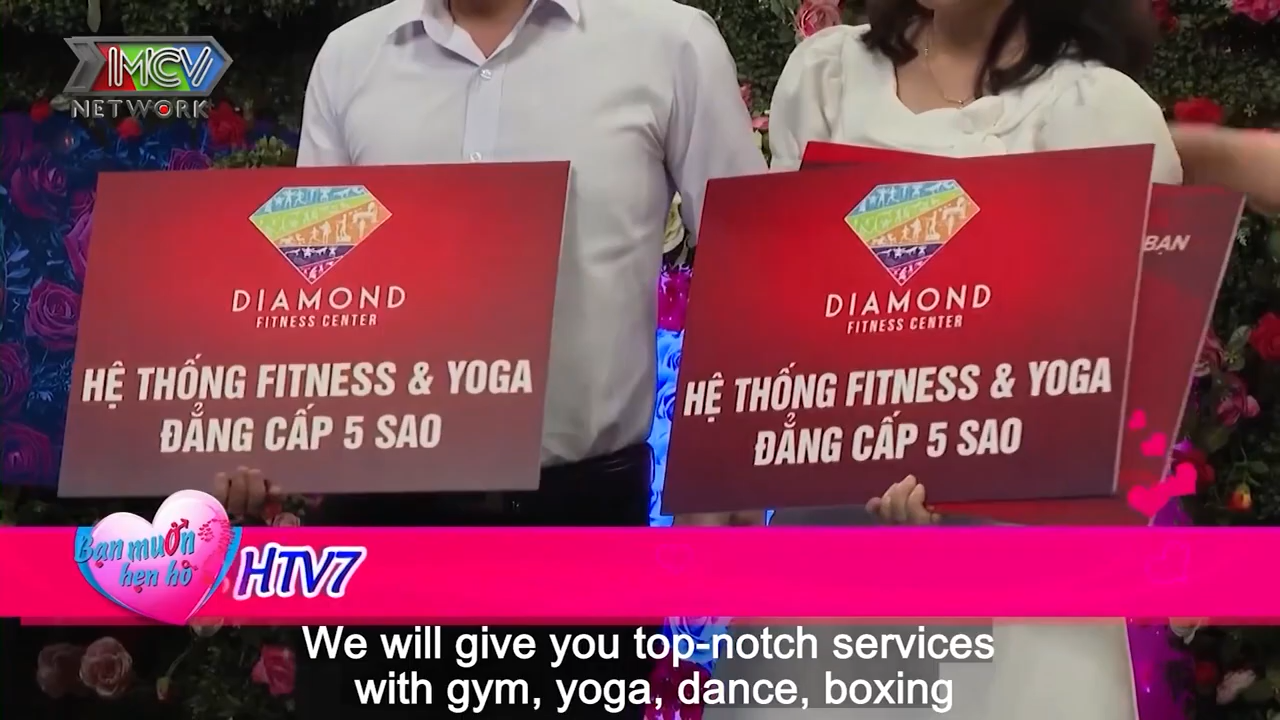 MCV
NETWORK
DIAMOND
FITNESS CENTER
HỆ THỐNG FITNESS & YOGA
ĐẲNG CẤP 5 SAO
DIAMOND
FITNESS CENTER
HỆ THỐNG FITNESS & YOGA
ĐẲNG CẤP 5 SAO
BẠN
Bạn muốn
hẹn hò
HTV7
We will give you top-notch services
with gym, yoga, dance, boxing